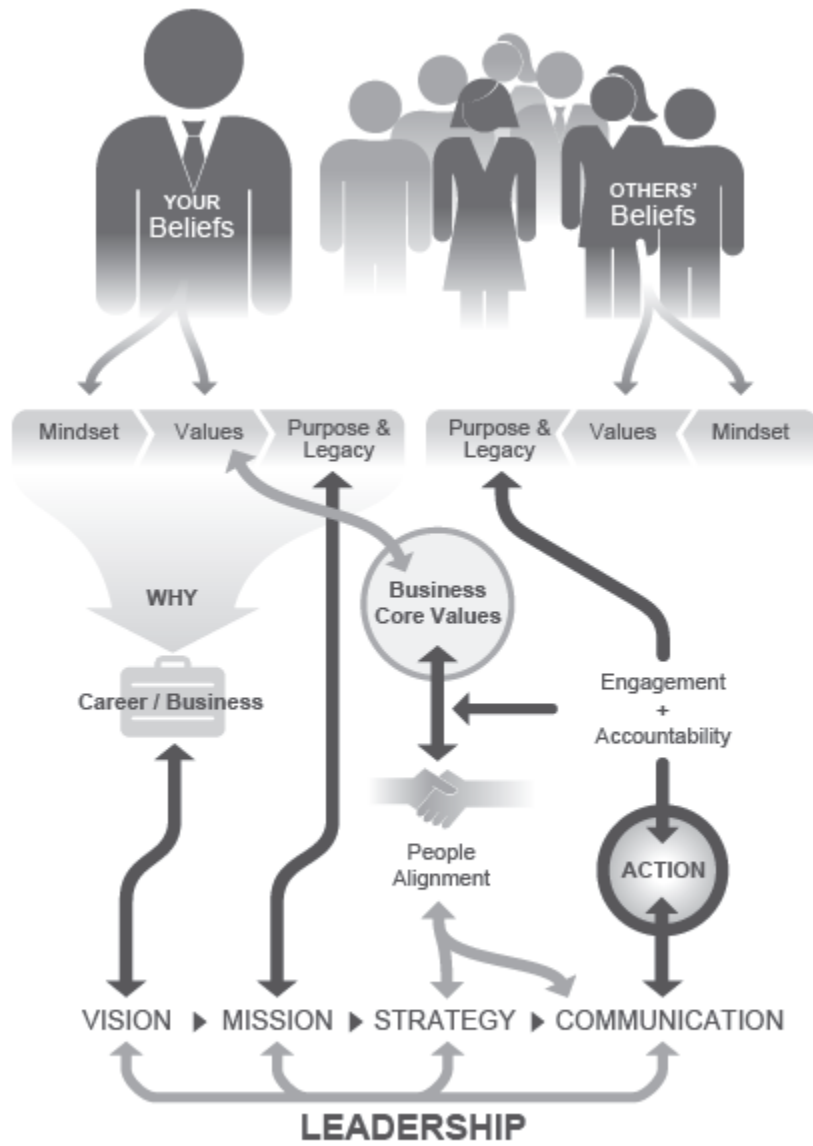 YOUR
Beliefs
OTHERS'
Beliefs
Mindset
Values
Purpose &
Legacy
Purpose &
Legacy
Values
Mindset
WHY
Business
Core Values
Career / Business
Engagement
+
Accountability
People
Alignment
ACTION
VISION ▸ MISSION ▸ STRATEGY ▸ COMMUNICATION
LEADERSHIP